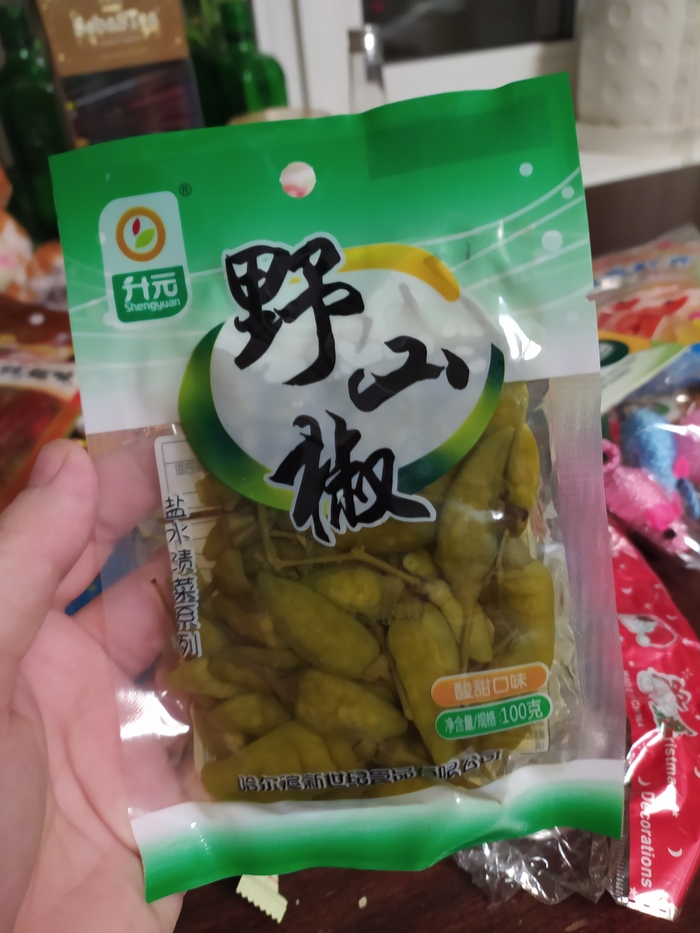 升元
Shengyuan
®
野山椒
盐水渍菜系列
酸甜口味
净含量/规格:100克
哈尔滨新世纪食品有限公司
Decorations